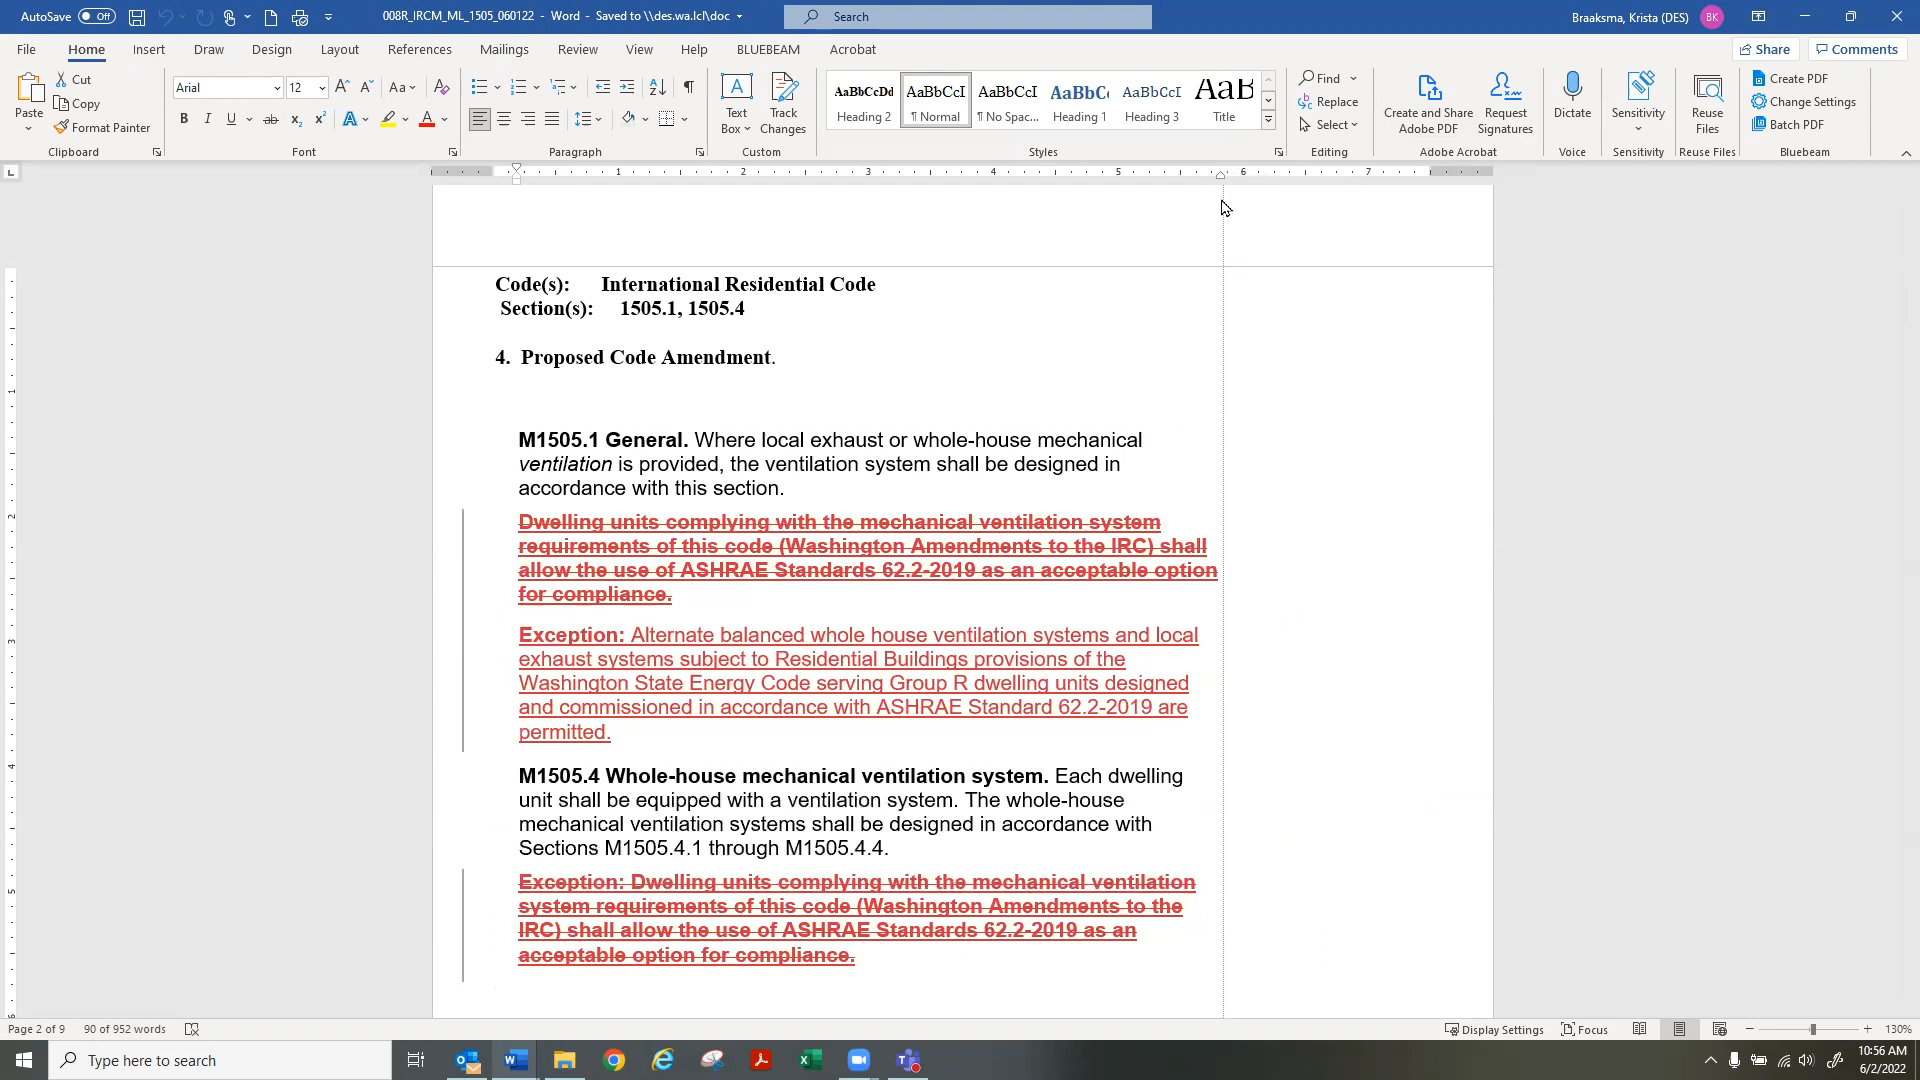 AutoSave Off
008R_IRCM_ML_1505_060122 - Word - Saved to \\des.wa.lcl\doc
Search
Braaksma, Krista (DES) BK
File Home Insert Draw Design Layout References Mailings Review View Help BLUEBEAM Acrobat
Share Comments
Paste
Cut
Copy
Format Painter
Clipboard
Arial 12
Font
Paragraph
Text Box
Track Changes
Custom
AaBbCcDd Heading 2
AaBbCcI ¶ Normal
AaBbCcI ¶ No Spac...
AaBbCc Heading 1
AaBbCcI Heading 3
AaB Title
Styles
Find
Replace
Select
Editing
Create and Share Adobe PDF
Request Signatures
Adobe Acrobat
Dictate
Voice
Sensitivity
Sensitivity
Reuse Files
Reuse Files
Create PDF
Change Settings
Batch PDF
Bluebeam
1 2 3 4 5 6 7
Code(s): International Residential Code
Section(s): 1505.1, 1505.4
4. Proposed Code Amendment.
M1505.1 General. Where local exhaust or whole-house mechanical
ventilation is provided, the ventilation system shall be designed in
accordance with this section.
Dwelling units complying with the mechanical ventilation system
requirements of this code (Washington Amendments to the IRC) shall
allow the use of ASHRAE Standards 62.2-2019 as an acceptable option
for compliance.
Exception: Alternate balanced whole house ventilation systems and local
exhaust systems subject to Residential Buildings provisions of the
Washington State Energy Code serving Group R dwelling units designed
and commissioned in accordance with ASHRAE Standard 62.2-2019 are
permitted.
M1505.4 Whole-house mechanical ventilation system. Each dwelling
unit shall be equipped with a ventilation system. The whole-house
mechanical ventilation systems shall be designed in accordance with
Sections M1505.4.1 through M1505.4.4.
Exception: Dwelling units complying with the mechanical ventilation
system requirements of this code (Washington Amendments to the
IRC) shall allow the use of ASHRAE Standards 62.2-2019 as an
acceptable option for compliance.
Page 2 of 9 90 of 952 words
Display Settings Focus 130%
Type here to search
10:56 AM
6/2/2022